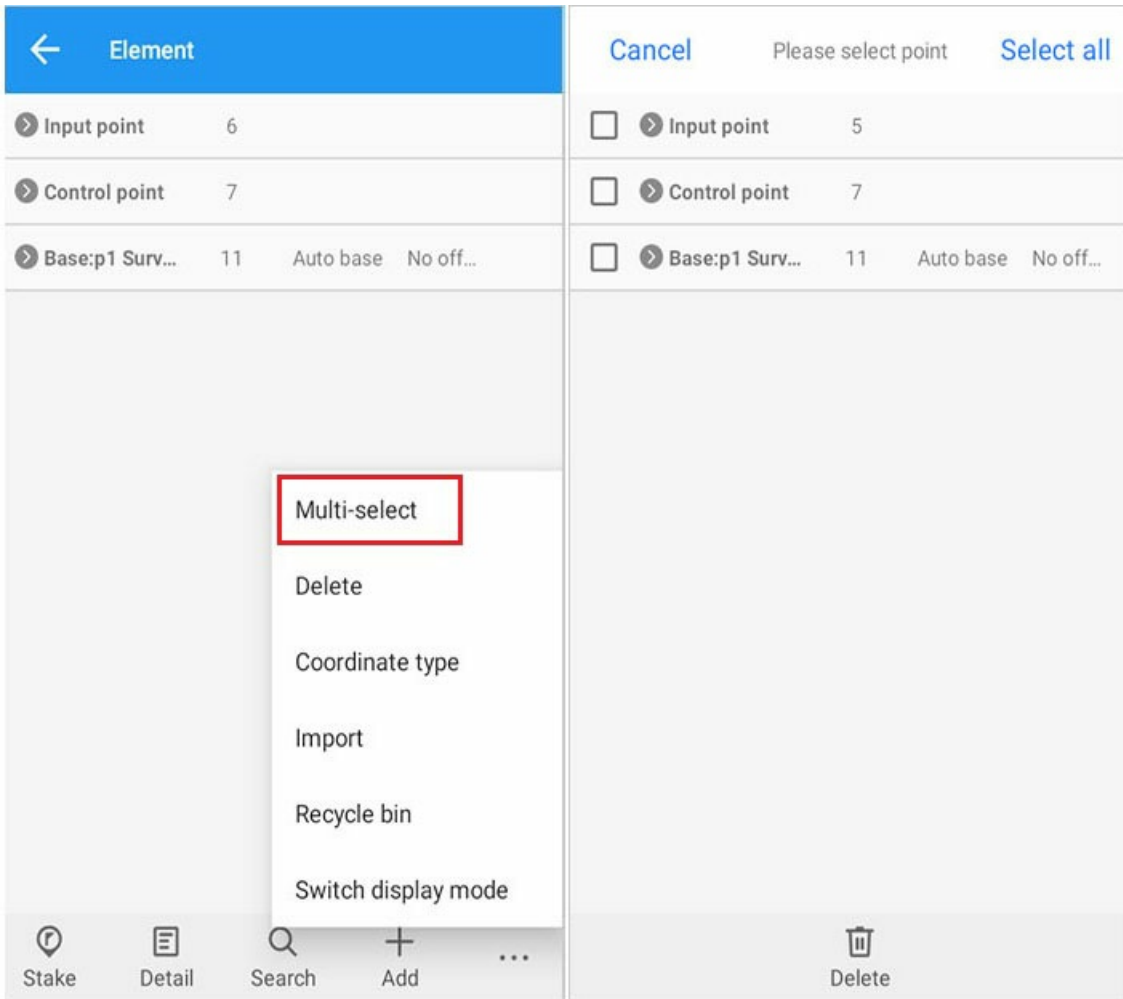 Element
Input point 6
Control point 7
Base:p1 Surv... 11 Auto base No off...
Multi-select
Delete
Coordinate type
Import
Recycle bin
Switch display mode
Stake Detail Search Add
Cancel Please select point Select all
Input point 5
Control point 7
Base:p1 Surv... 11 Auto base No off...
Delete